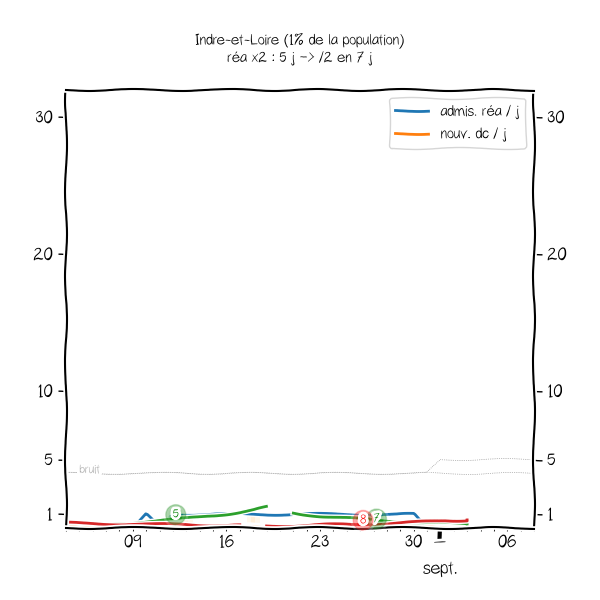 Indre-et-Loire (1% de la population)
réa x2 : 5 j -> /2 en 7 j
admis. réa / j
nouv. dc / j
30 30
20 20
10 10
5 5
bruit
1 1
5 8 7
09 16 23 30 1 06
sept.